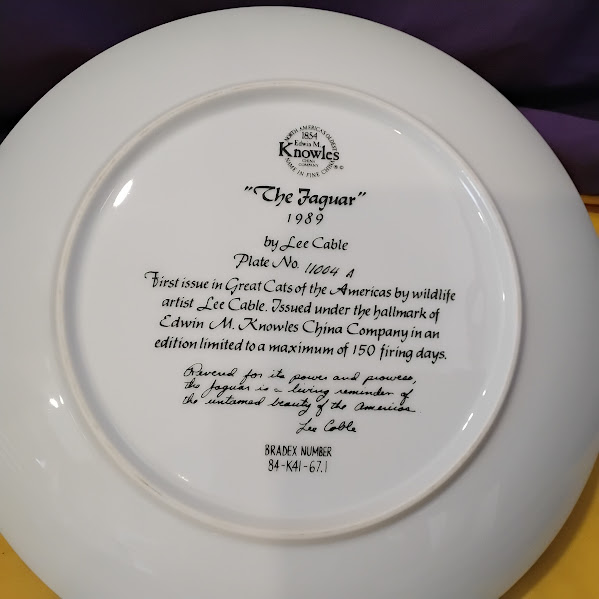 NORTH AMERICA'S OLDEST
1854
Edwin M.
Knowles
CHINA
COMPANY
NAME IN FINE CHINA
"The Jaguar"
1989
by Lee Cable
Plate No. 11004 A
First issue in Great Cats of the Americas by wildlife
artist Lee Cable. Issued under the hallmark of
Edwin M. Knowles China Company in an
edition limited to a maximum of 150 firing days.
Revered for its power and prowess,
the Jaguar is a living reminder of
the untamed beauty of the Americas.
Lee Cable
BRADEX NUMBER
84-K41-67.1